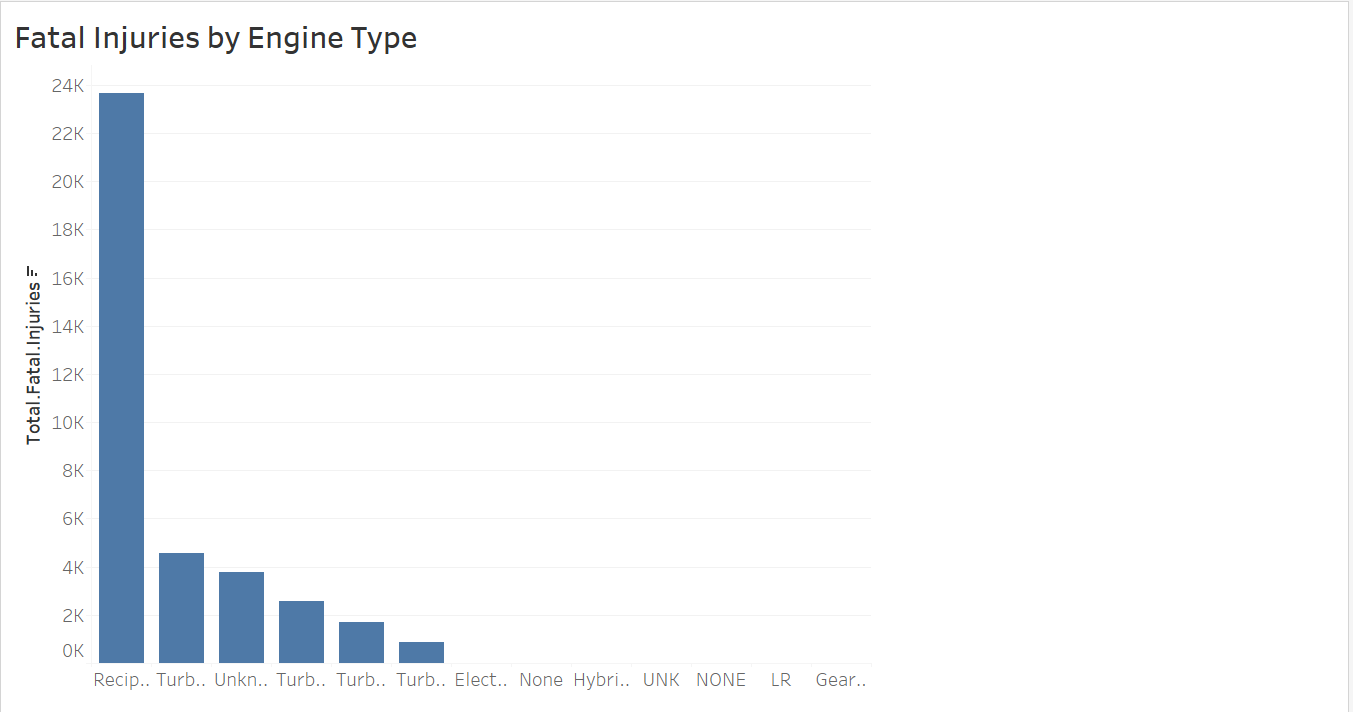 Fatal Injuries by Engine Type
Total.Fatal.Injuries
24K
22K
20K
18K
16K
14K
12K
10K
8K
6K
4K
2K
0K
Recip.. Turb.. Unkn.. Turb.. Turb.. Turb.. Elect.. None Hybri.. UNK NONE LR Gear..